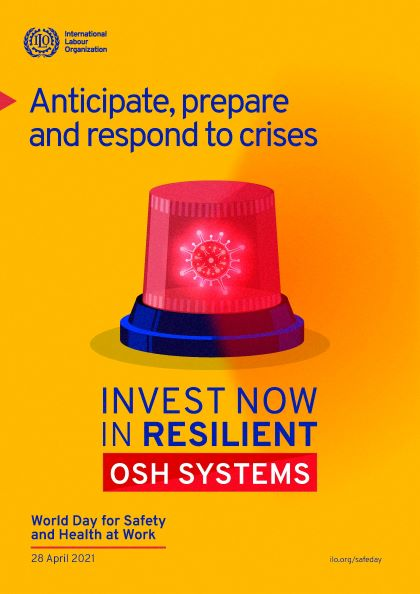 International
Labour
Organization
Anticipate, prepare
and respond to crises
INVEST NOW
IN RESILIENT
OSH SYSTEMS
World Day for Safety
and Health at Work
28 April 2021
ilo.org/safeday